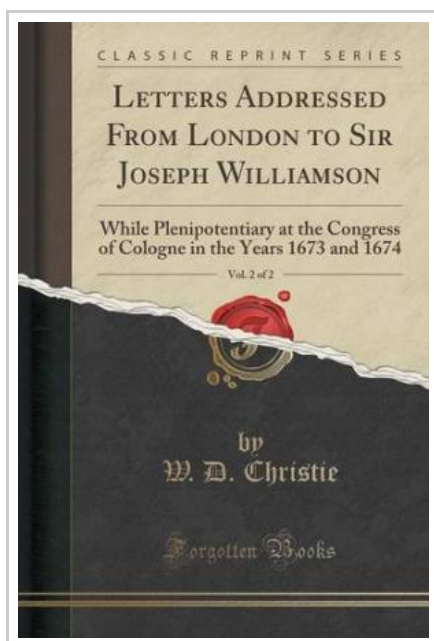 CLASSIC REPRINT SERIES
LETTERS ADDRESSED
FROM LONDON TO SIR
JOSEPH WILLIAMSON
While Plenipotentiary at the Congress
of Cologne in the Years 1673 and 1674
Vol. 2 of 2
by
W. D. Christie
Forgotten Books